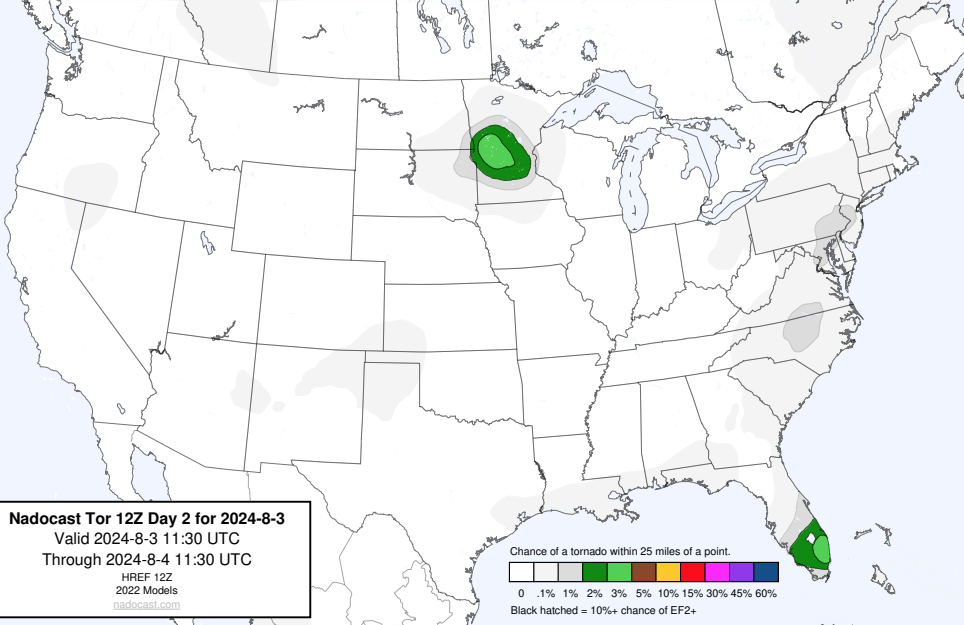 Nadocast Tor 12Z Day 2 for 2024-8-3
Valid 2024-8-3 11:30 UTC
Through 2024-8-4 11:30 UTC
HREF 12Z
2022 Models
nadocast.com
Chance of a tornado within 25 miles of a point.
0 .1% 1% 2% 3% 5% 10% 15% 30% 45% 60%
Black hatched = 10%+ chance of EF2+